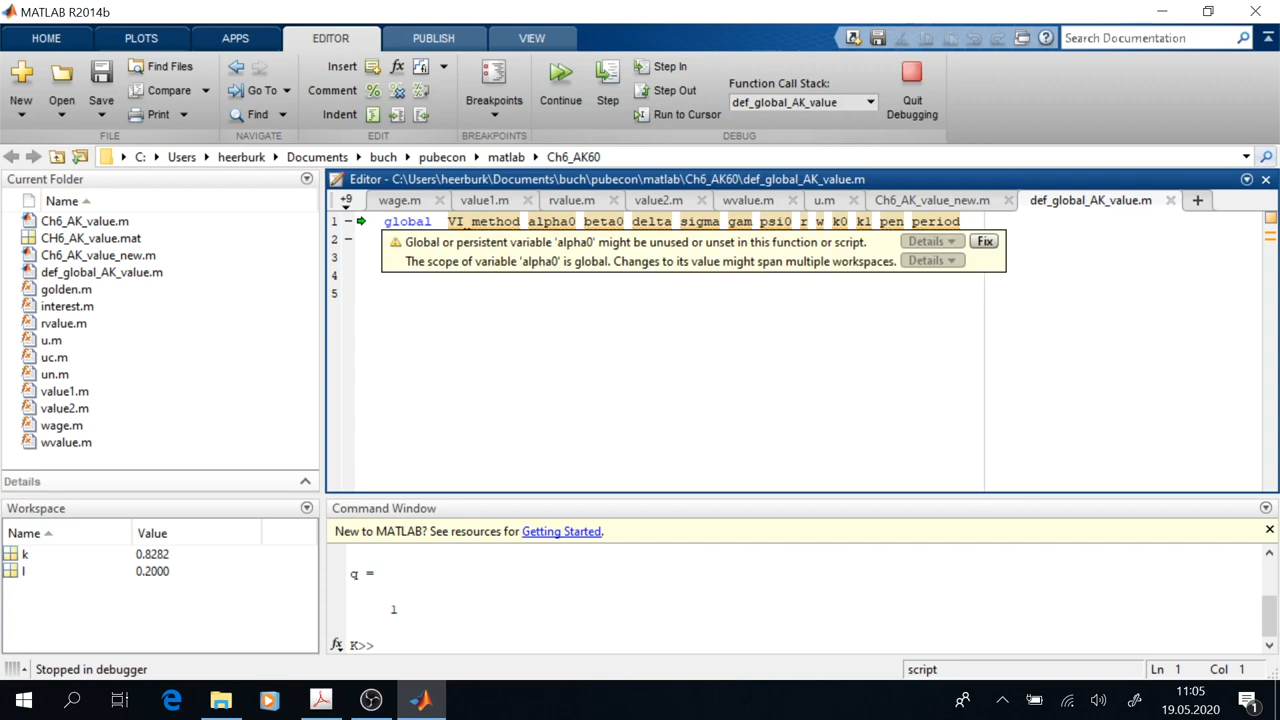 MATLAB R2014b
HOME PLOTS APPS EDITOR PUBLISH VIEW Search Documentation
Find Files Insert fx Step In
Function Call Stack:
Compare Go To Comment % Step Out
New Open Save Print Find Indent Breakpoints Continue Step Run to Cursor def_global_AK_value Quit Debugging
FILE NAVIGATE EDIT BREAKPOINTS DEBUG
C: Users heerburk Documents buch pubecon matlab Ch6_AK60
Current Folder
Name
Ch6_AK_value.m
CH6_AK_value.mat
Ch6_AK_value_new.m
def_global_AK_value.m
golden.m
interest.m
rvalue.m
u.m
uc.m
un.m
value1.m
value2.m
wage.m
wvalue.m
Details
Workspace
Name Value
k 0.8282
l 0.2000
Editor - C:\Users\heerburk\Documents\buch\pubecon\matlab\Ch6_AK60\def_global_AK_value.m
+9 wage.m value1.m rvalue.m value2.m wvalue.m u.m Ch6_AK_value_new.m def_global_AK_value.m
1 global VI_method alpha0 beta0 delta sigma gam psi0 r w k0 k1 pen period
2
Global or persistent variable 'alpha0' might be unused or unset in this function or script. Details Fix
3
The scope of variable 'alpha0' is global. Changes to its value might span multiple workspaces. Details
4
5
Command Window
New to MATLAB? See resources for Getting Started.
q =
1
fx K>>
Stopped in debugger script Ln 1 Col 1
11:05
19.05.2020
1